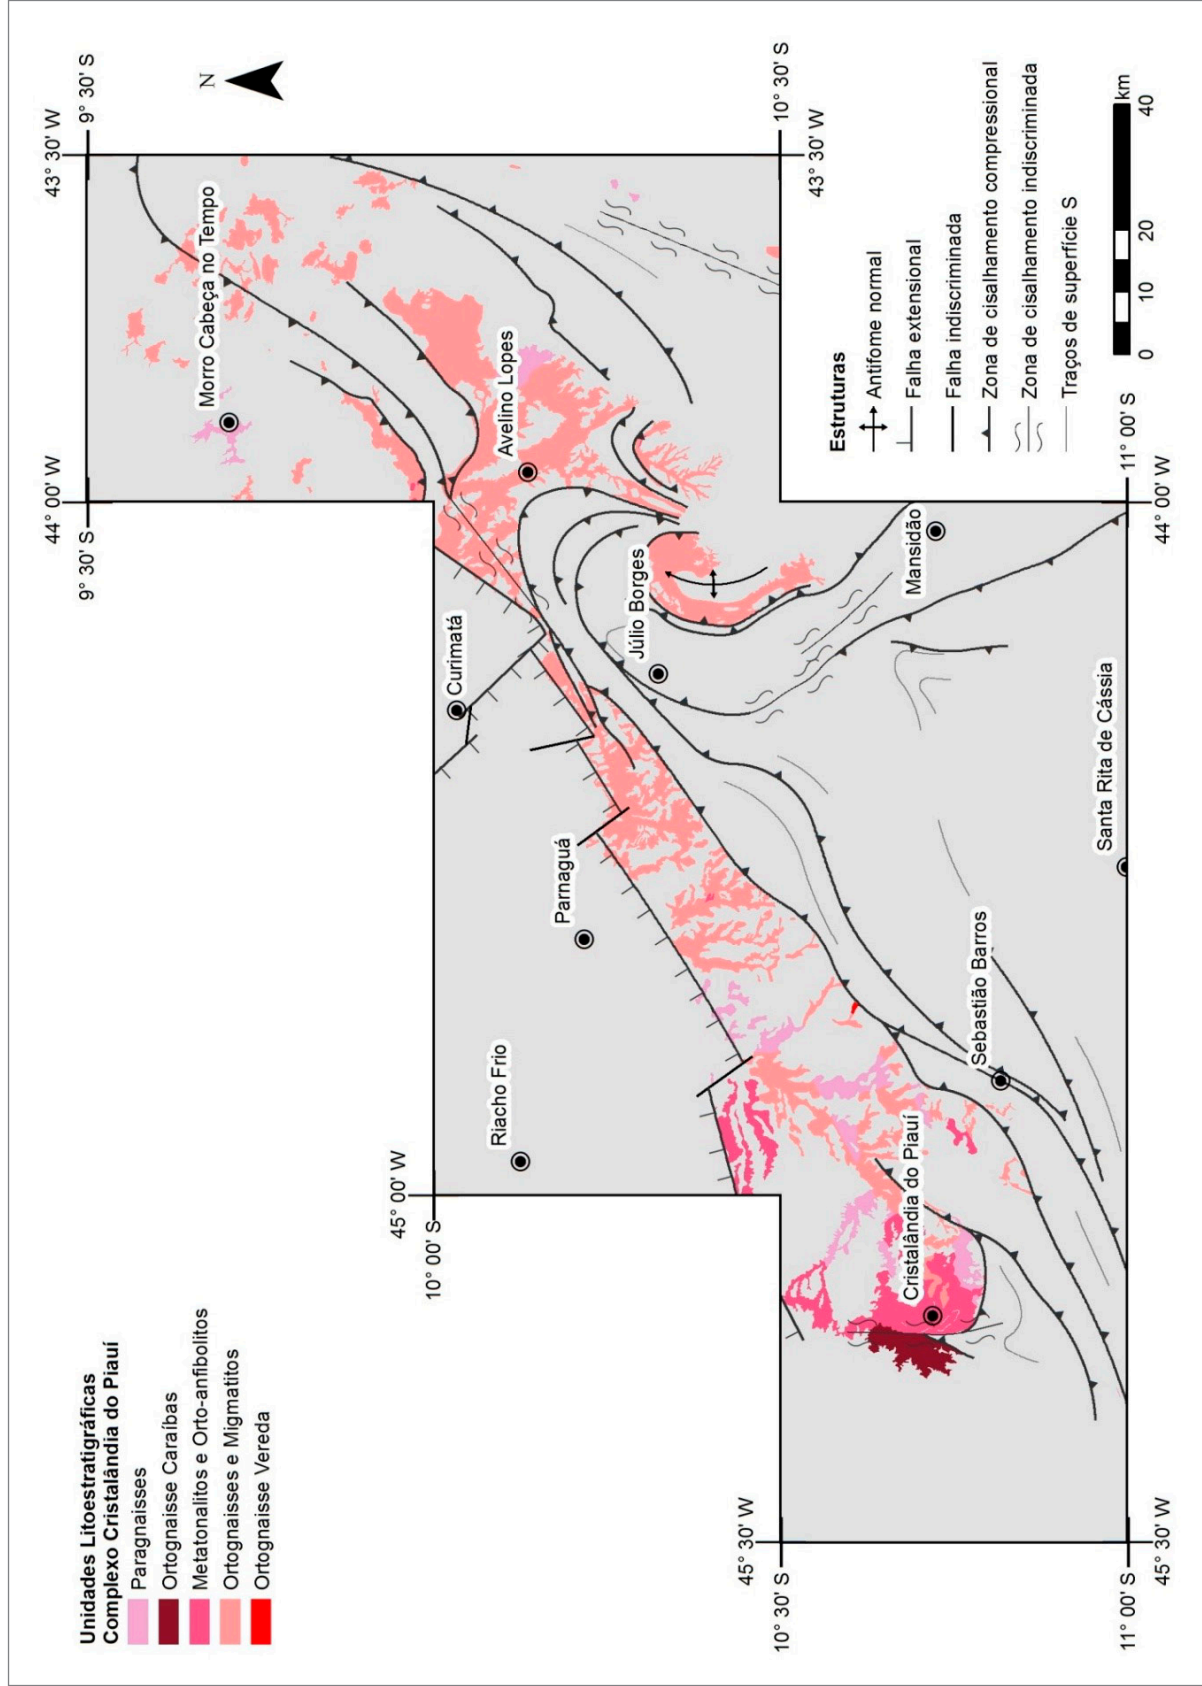 Unidades Litoestratigráficas
Complexo Cristalândia do Piauí
Paragnaisses
Ortognaisse Caraíbas
Metatonalitos e Orto-anfibolitos
Ortognaisses e Migmatitos
Ortognaisse Vereda
45° 30' W
10° 30' S
11° 00' S
45° 30' W
45° 00' W
10° 00' S
44° 00' W
9° 30' S
43° 30' W
9° 30' S
N
10° 30' S
43° 30' W
11° 00' S
44° 00' W
Morro Cabeça no Tempo
Curimatá
Avelino Lopes
Riacho Frio
Parnaguá
Júlio Borges
Cristalândia do Piauí
Sebastião Barros
Mansidão
Santa Rita de Cássia
Estruturas
Antifome normal
Falha extensional
Falha indiscriminada
Zona de cisalhamento compressional
Zona de cisalhamento indiscriminada
Traços de superfície S
km
0 10 20 40